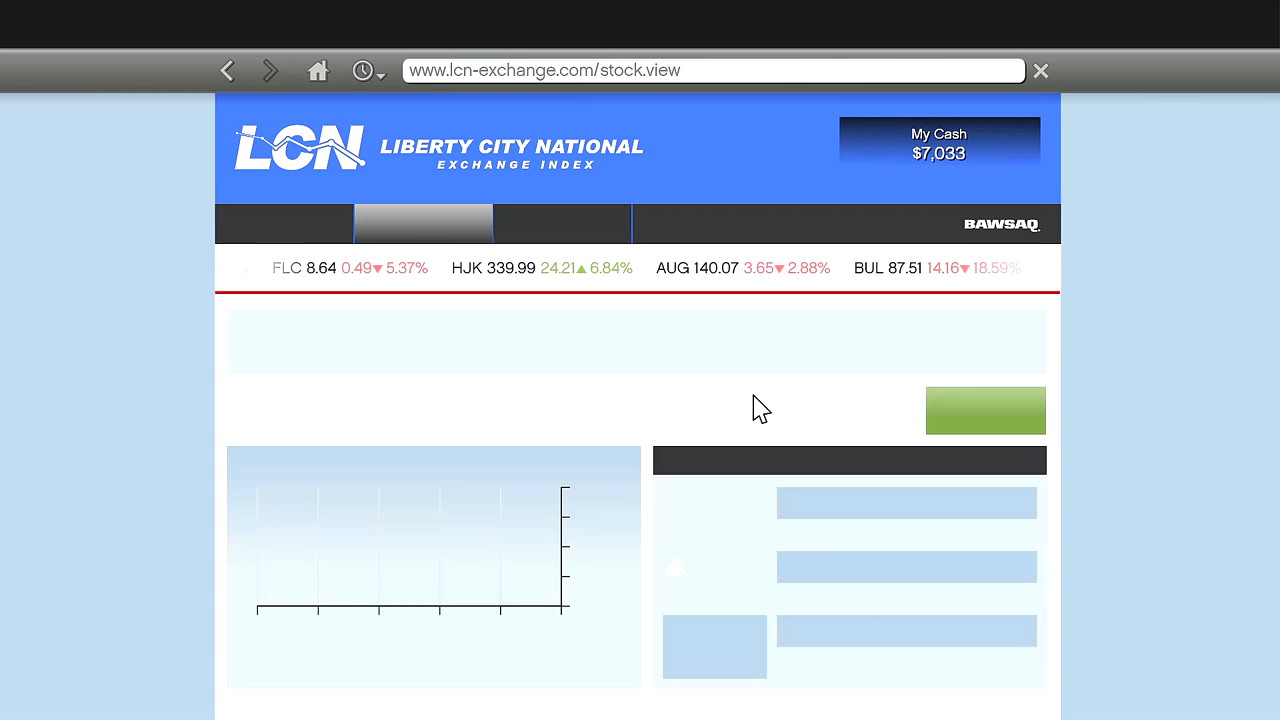 www.lcn-exchange.com/stock.view
LCN LIBERTY CITY NATIONAL
EXCHANGE INDEX
My Cash
$7,033
BAWSAQ
FLC 8.64 0.49▼5.37% HJK 339.99 24.21▲6.84% AUG 140.07 3.65▼2.88% BUL 87.51 14.16▼18.59%